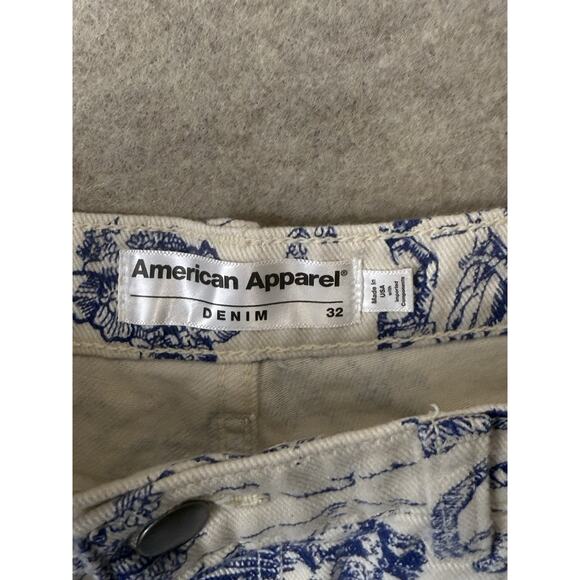 American Apparel®
DENIM 32
Made in
USA
with
Imported
Components